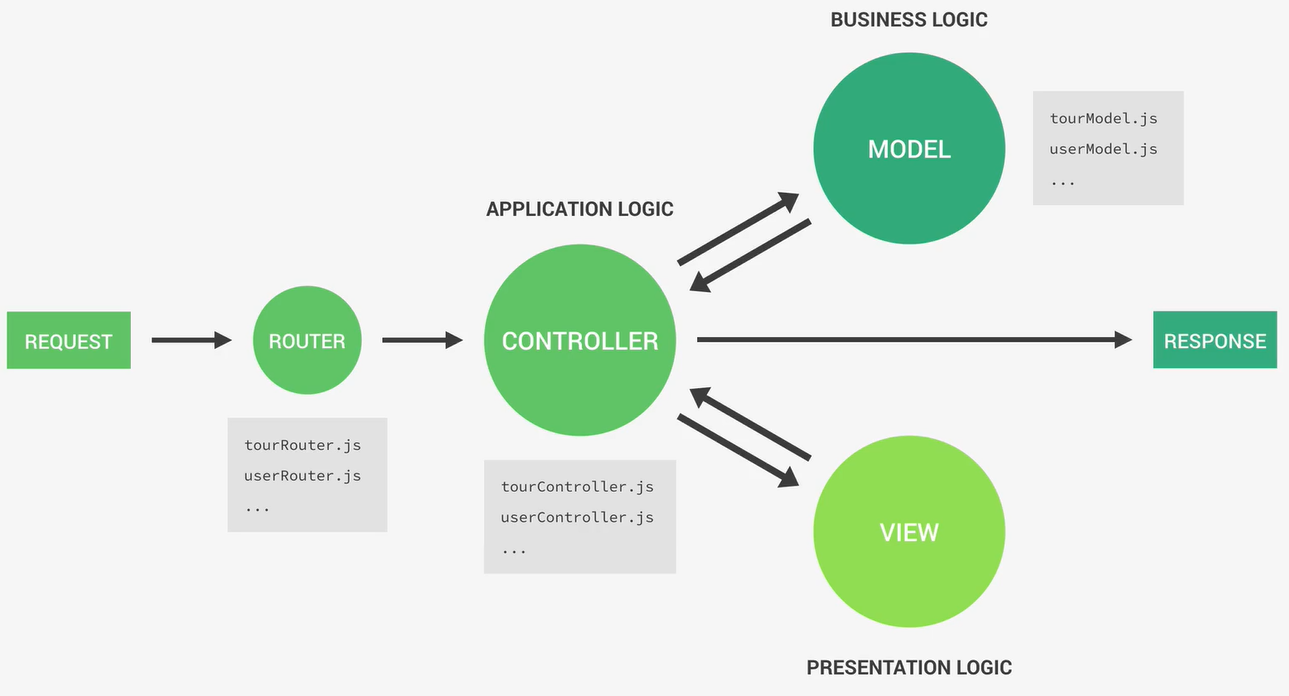 BUSINESS LOGIC
MODEL
tourModel.js
userModel.js
...
APPLICATION LOGIC
REQUEST
ROUTER
CONTROLLER
RESPONSE
tourRouter.js
userRouter.js
...
tourController.js
userController.js
...
VIEW
PRESENTATION LOGIC